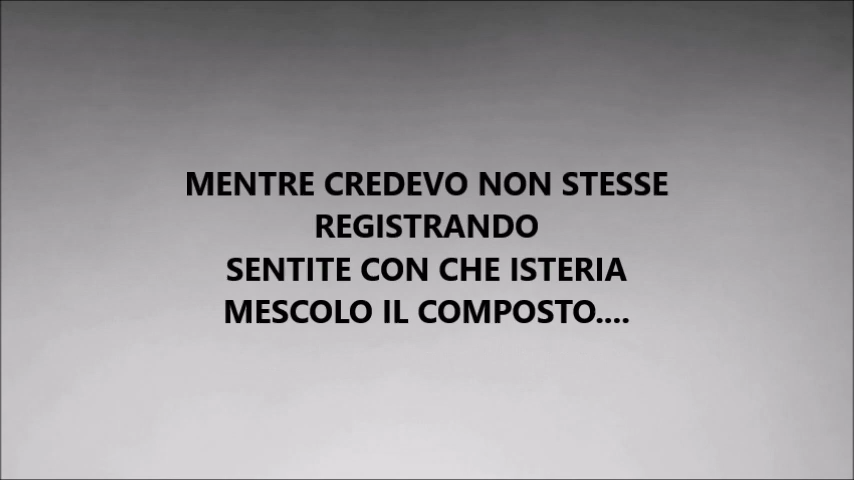 MENTRE CREDEVO NON STESSE
REGISTRANDO
SENTITE CON CHE ISTERIA
MESCOLO IL COMPOSTO....